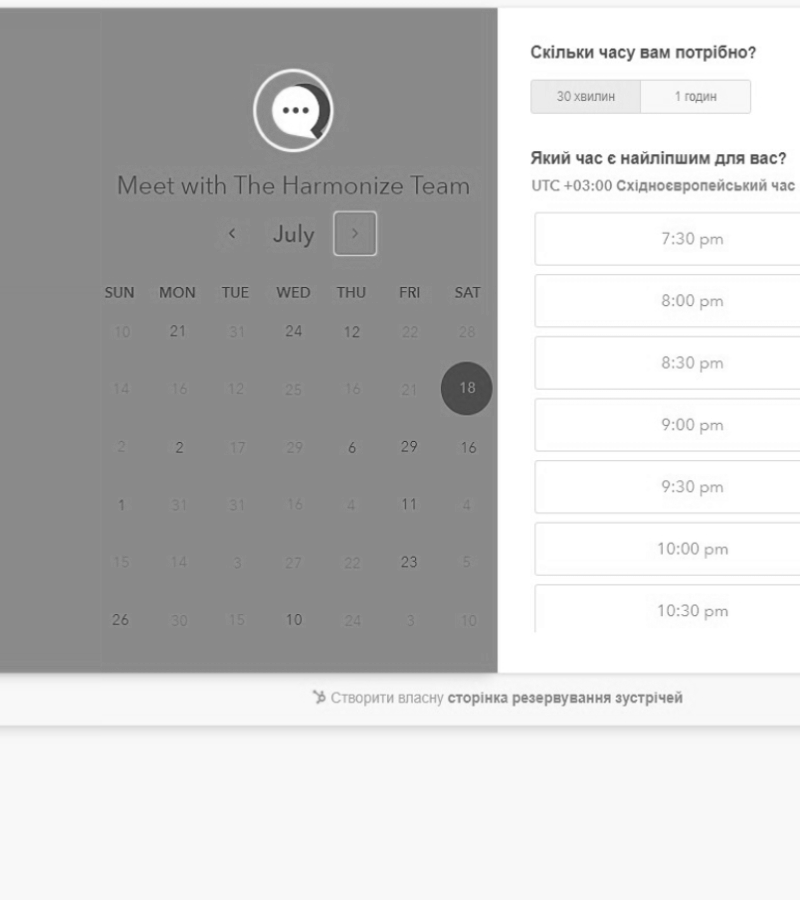 Meet with The Harmonize Team
July
SUN MON TUE WED THU FRI SAT
10 21 31 24 12 22 28
14 16 12 25 16 21 18
2 2 17 29 6 29 16
1 31 31 16 4 11 4
15 14 3 27 22 23 5
26 30 15 10 24 3 10
Скільки часу вам потрібно?
30 хвилин 1 годин
Який час є найліпшим для вас?
UTC +03:00 Східноєвропейський час
7:30 pm
8:00 pm
8:30 pm
9:00 pm
9:30 pm
10:00 pm
10:30 pm
Створити власну сторінка резервування зустрічей